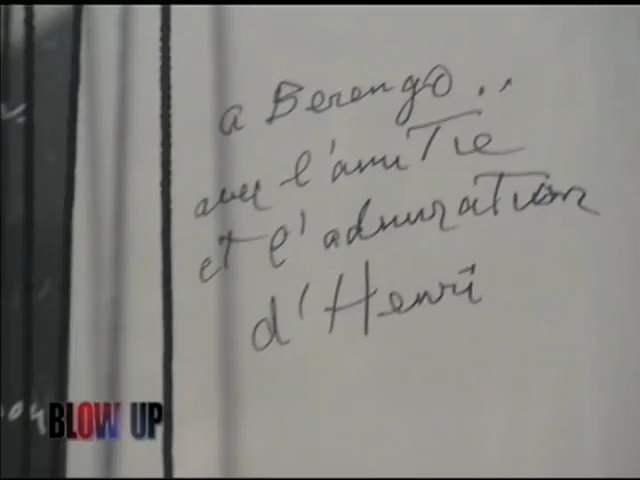 a Berengo..
avec l'amitie
et l'admiration
d'Henri
BLOW UP